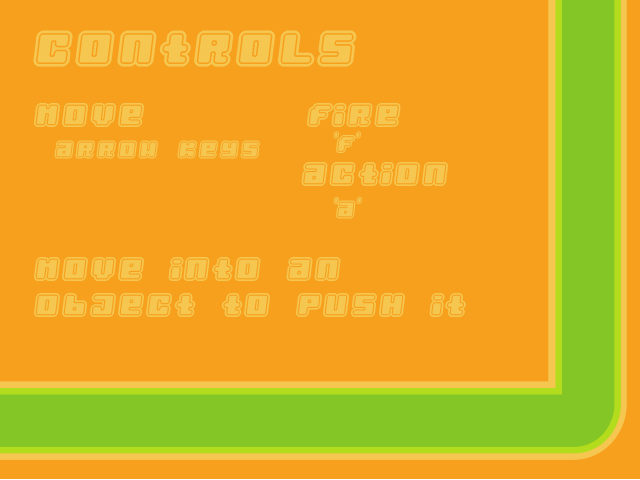 CONTROLS
MOVE
ARROW KEYS
FIRE
'F'
ACTION
'A'
MOVE INTO AN
OBJECT TO PUSH IT